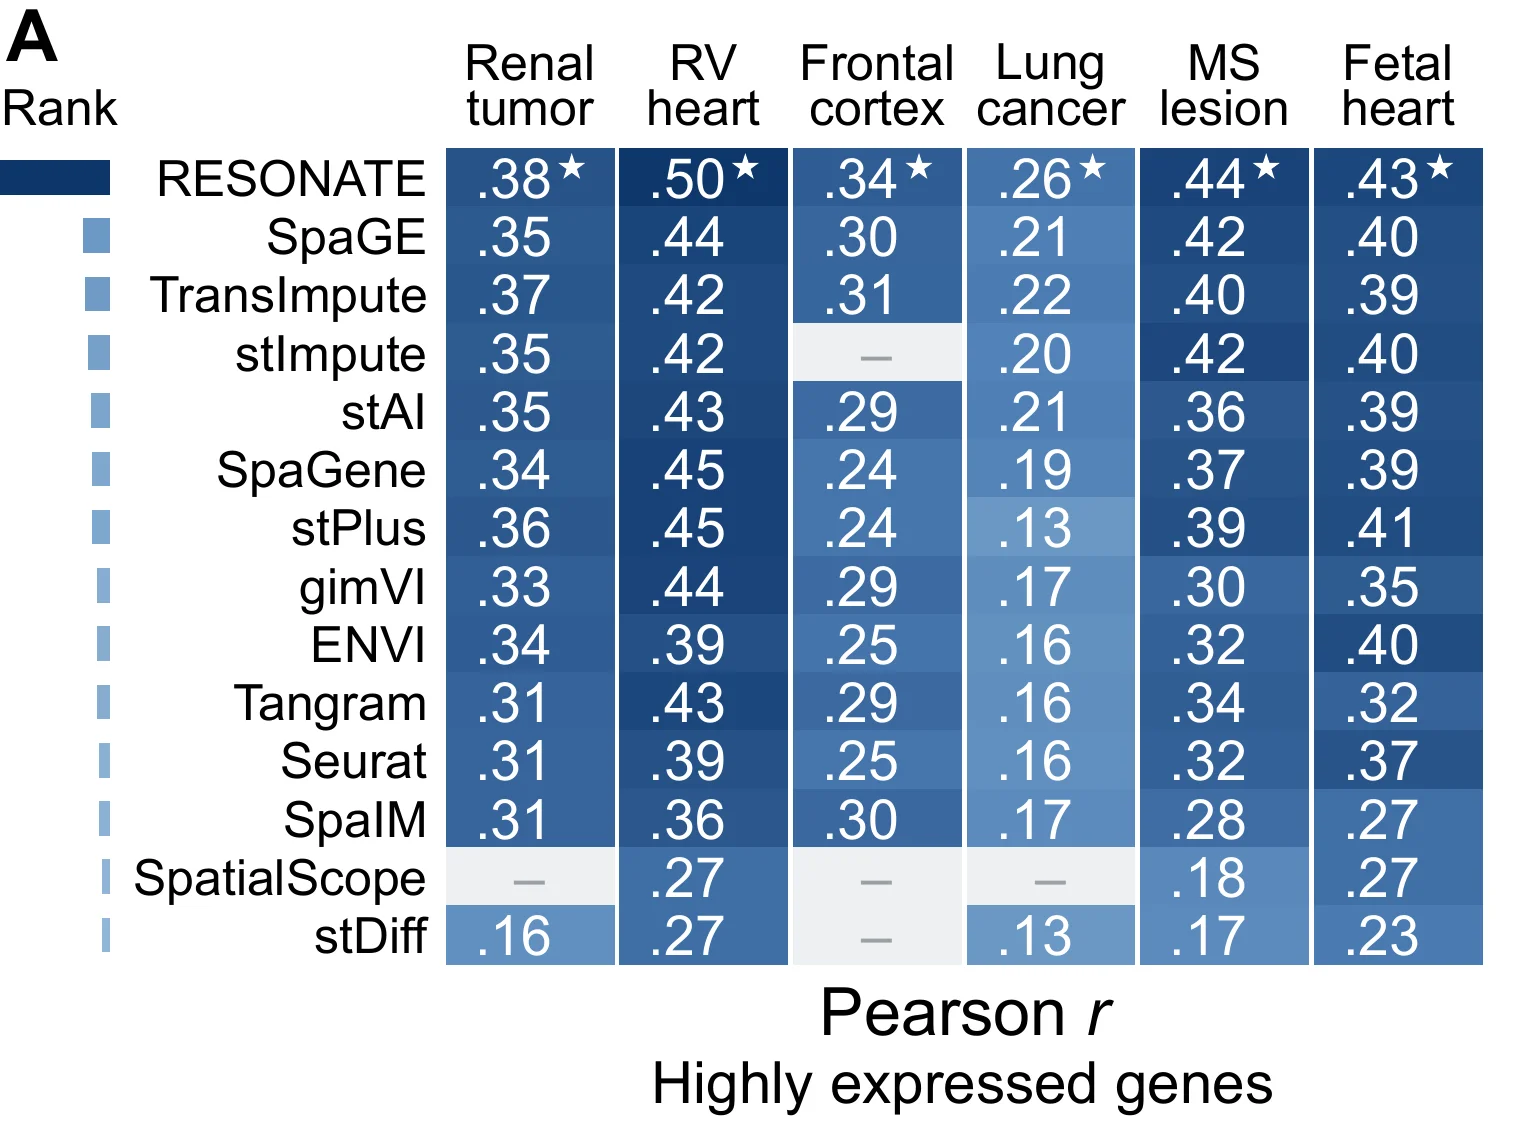 A
Renal RV Frontal Lung MS Fetal
Rank tumor heart cortex cancer lesion heart
RESONATE .38★ .50★ .34★ .26★ .44★ .43★
SpaGE .35 .44 .30 .21 .42 .40
TransImpute .37 .42 .31 .22 .40 .39
stImpute .35 .42 – .20 .42 .40
stAI .35 .43 .29 .21 .36 .39
SpaGene .34 .45 .24 .19 .37 .39
stPlus .36 .45 .24 .13 .39 .41
gimVI .33 .44 .29 .17 .30 .35
ENVI .34 .39 .25 .16 .32 .40
Tangram .31 .43 .29 .16 .34 .32
Seurat .31 .39 .25 .16 .32 .37
SpaIM .31 .36 .30 .17 .28 .27
SpatialScope – .27 – – .18 .27
stDiff .16 .27 – .13 .17 .23
Pearson r
Highly expressed genes